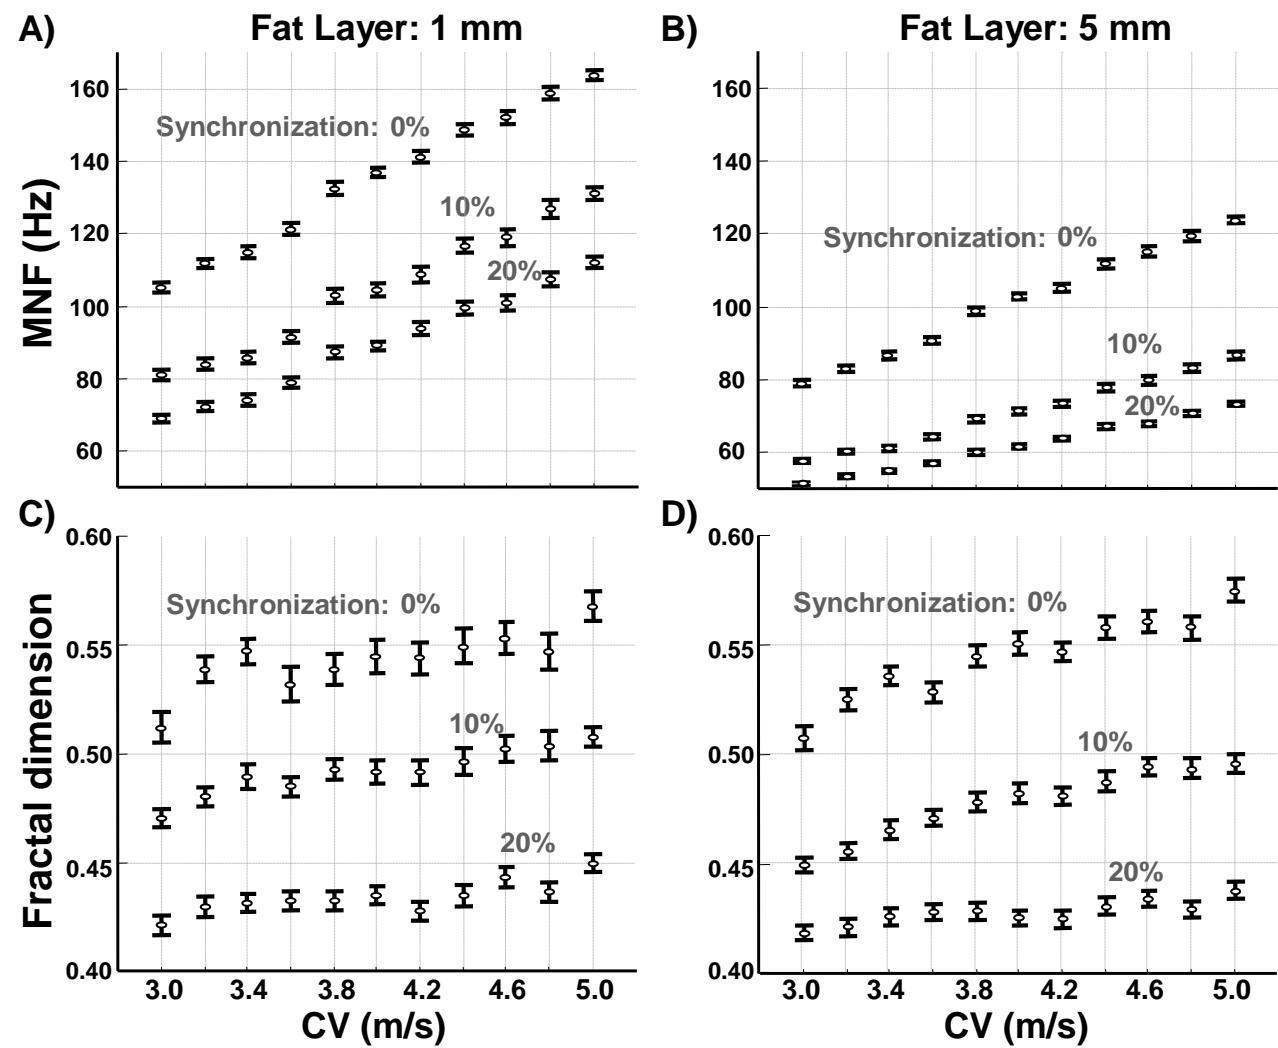 A)
Fat Layer: 1 mm
B)
Fat Layer: 5 mm
MNF (Hz)
160
140
120
100
80
60
Synchronization: 0%
10%
20%
160
140
120
100
80
60
Synchronization: 0%
10%
20%
C)
D)
Fractal dimension
0.60
0.55
0.50
0.45
0.40
Synchronization: 0%
10%
20%
3.0 3.4 3.8 4.2 4.6 5.0
CV (m/s)
0.60
0.55
0.50
0.45
0.40
Synchronization: 0%
10%
20%
3.0 3.4 3.8 4.2 4.6 5.0
CV (m/s)